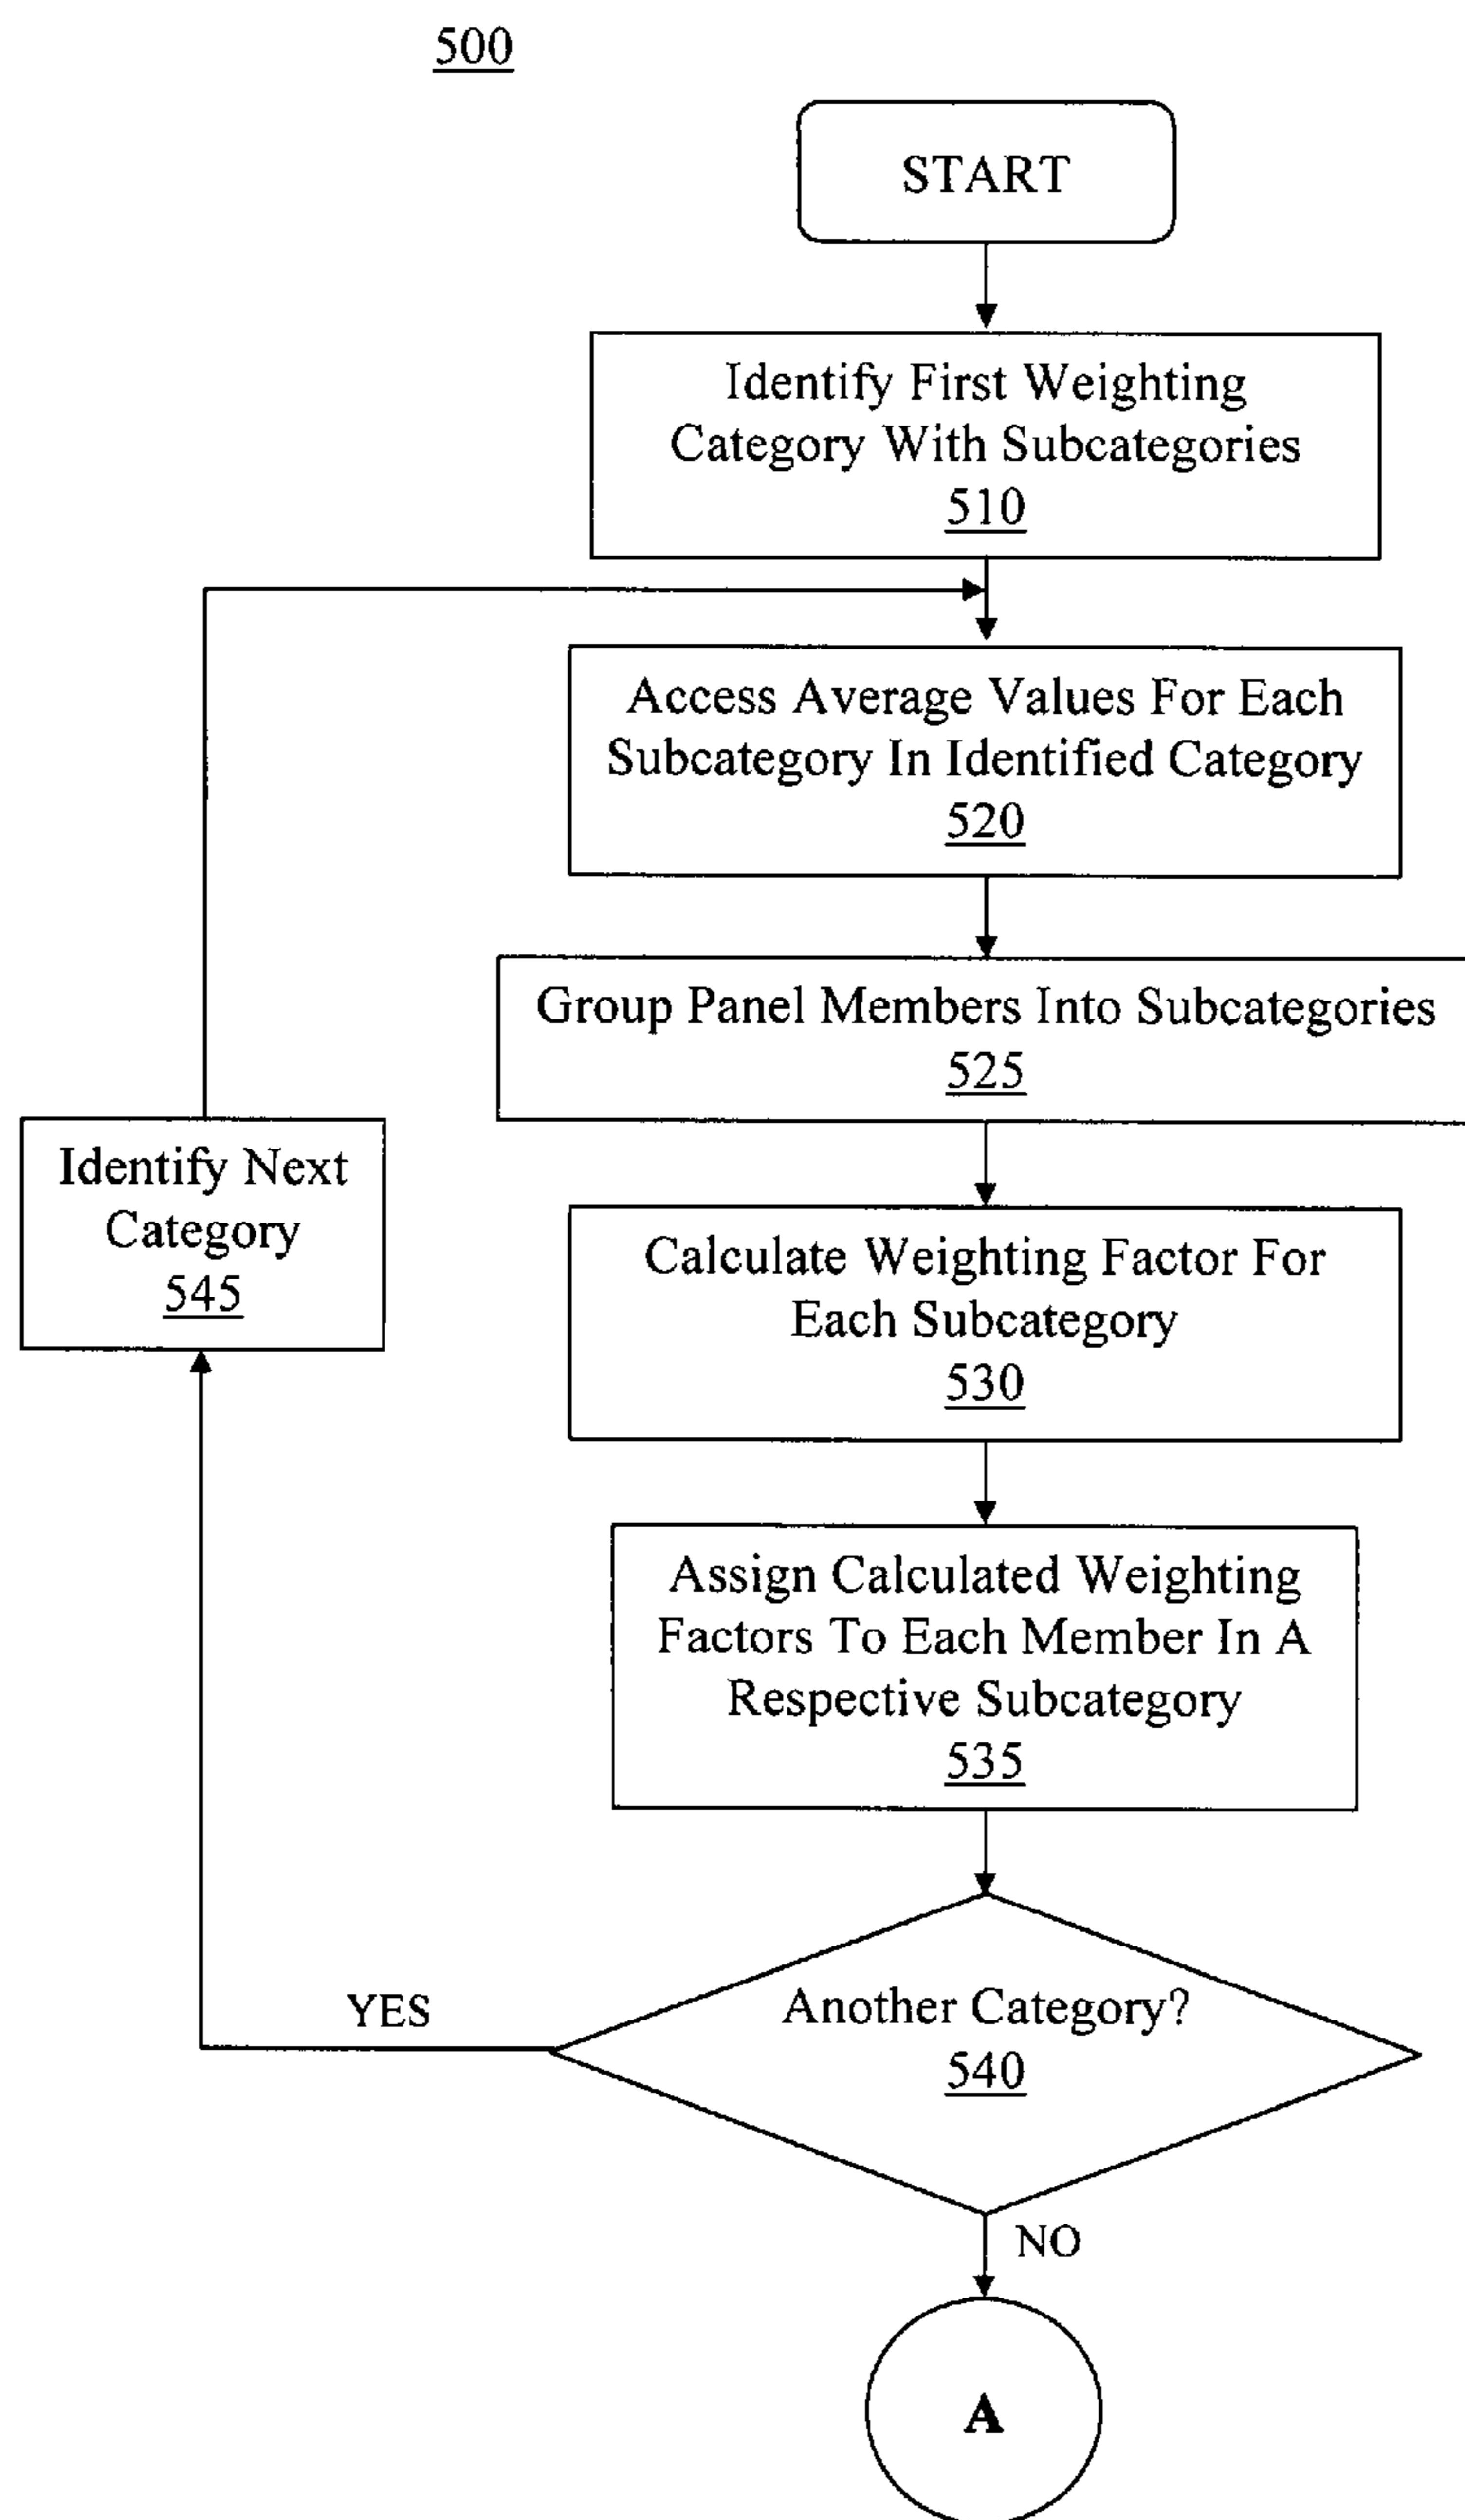 500
START
Identify First Weighting
Category With Subcategories
510
Access Average Values For Each
Subcategory In Identified Category
520
Group Panel Members Into Subcategories
525
Identify Next
Category
545
Calculate Weighting Factor For
Each Subcategory
530
Assign Calculated Weighting
Factors To Each Member In A
Respective Subcategory
535
Another Category?
540
YES
NO
A